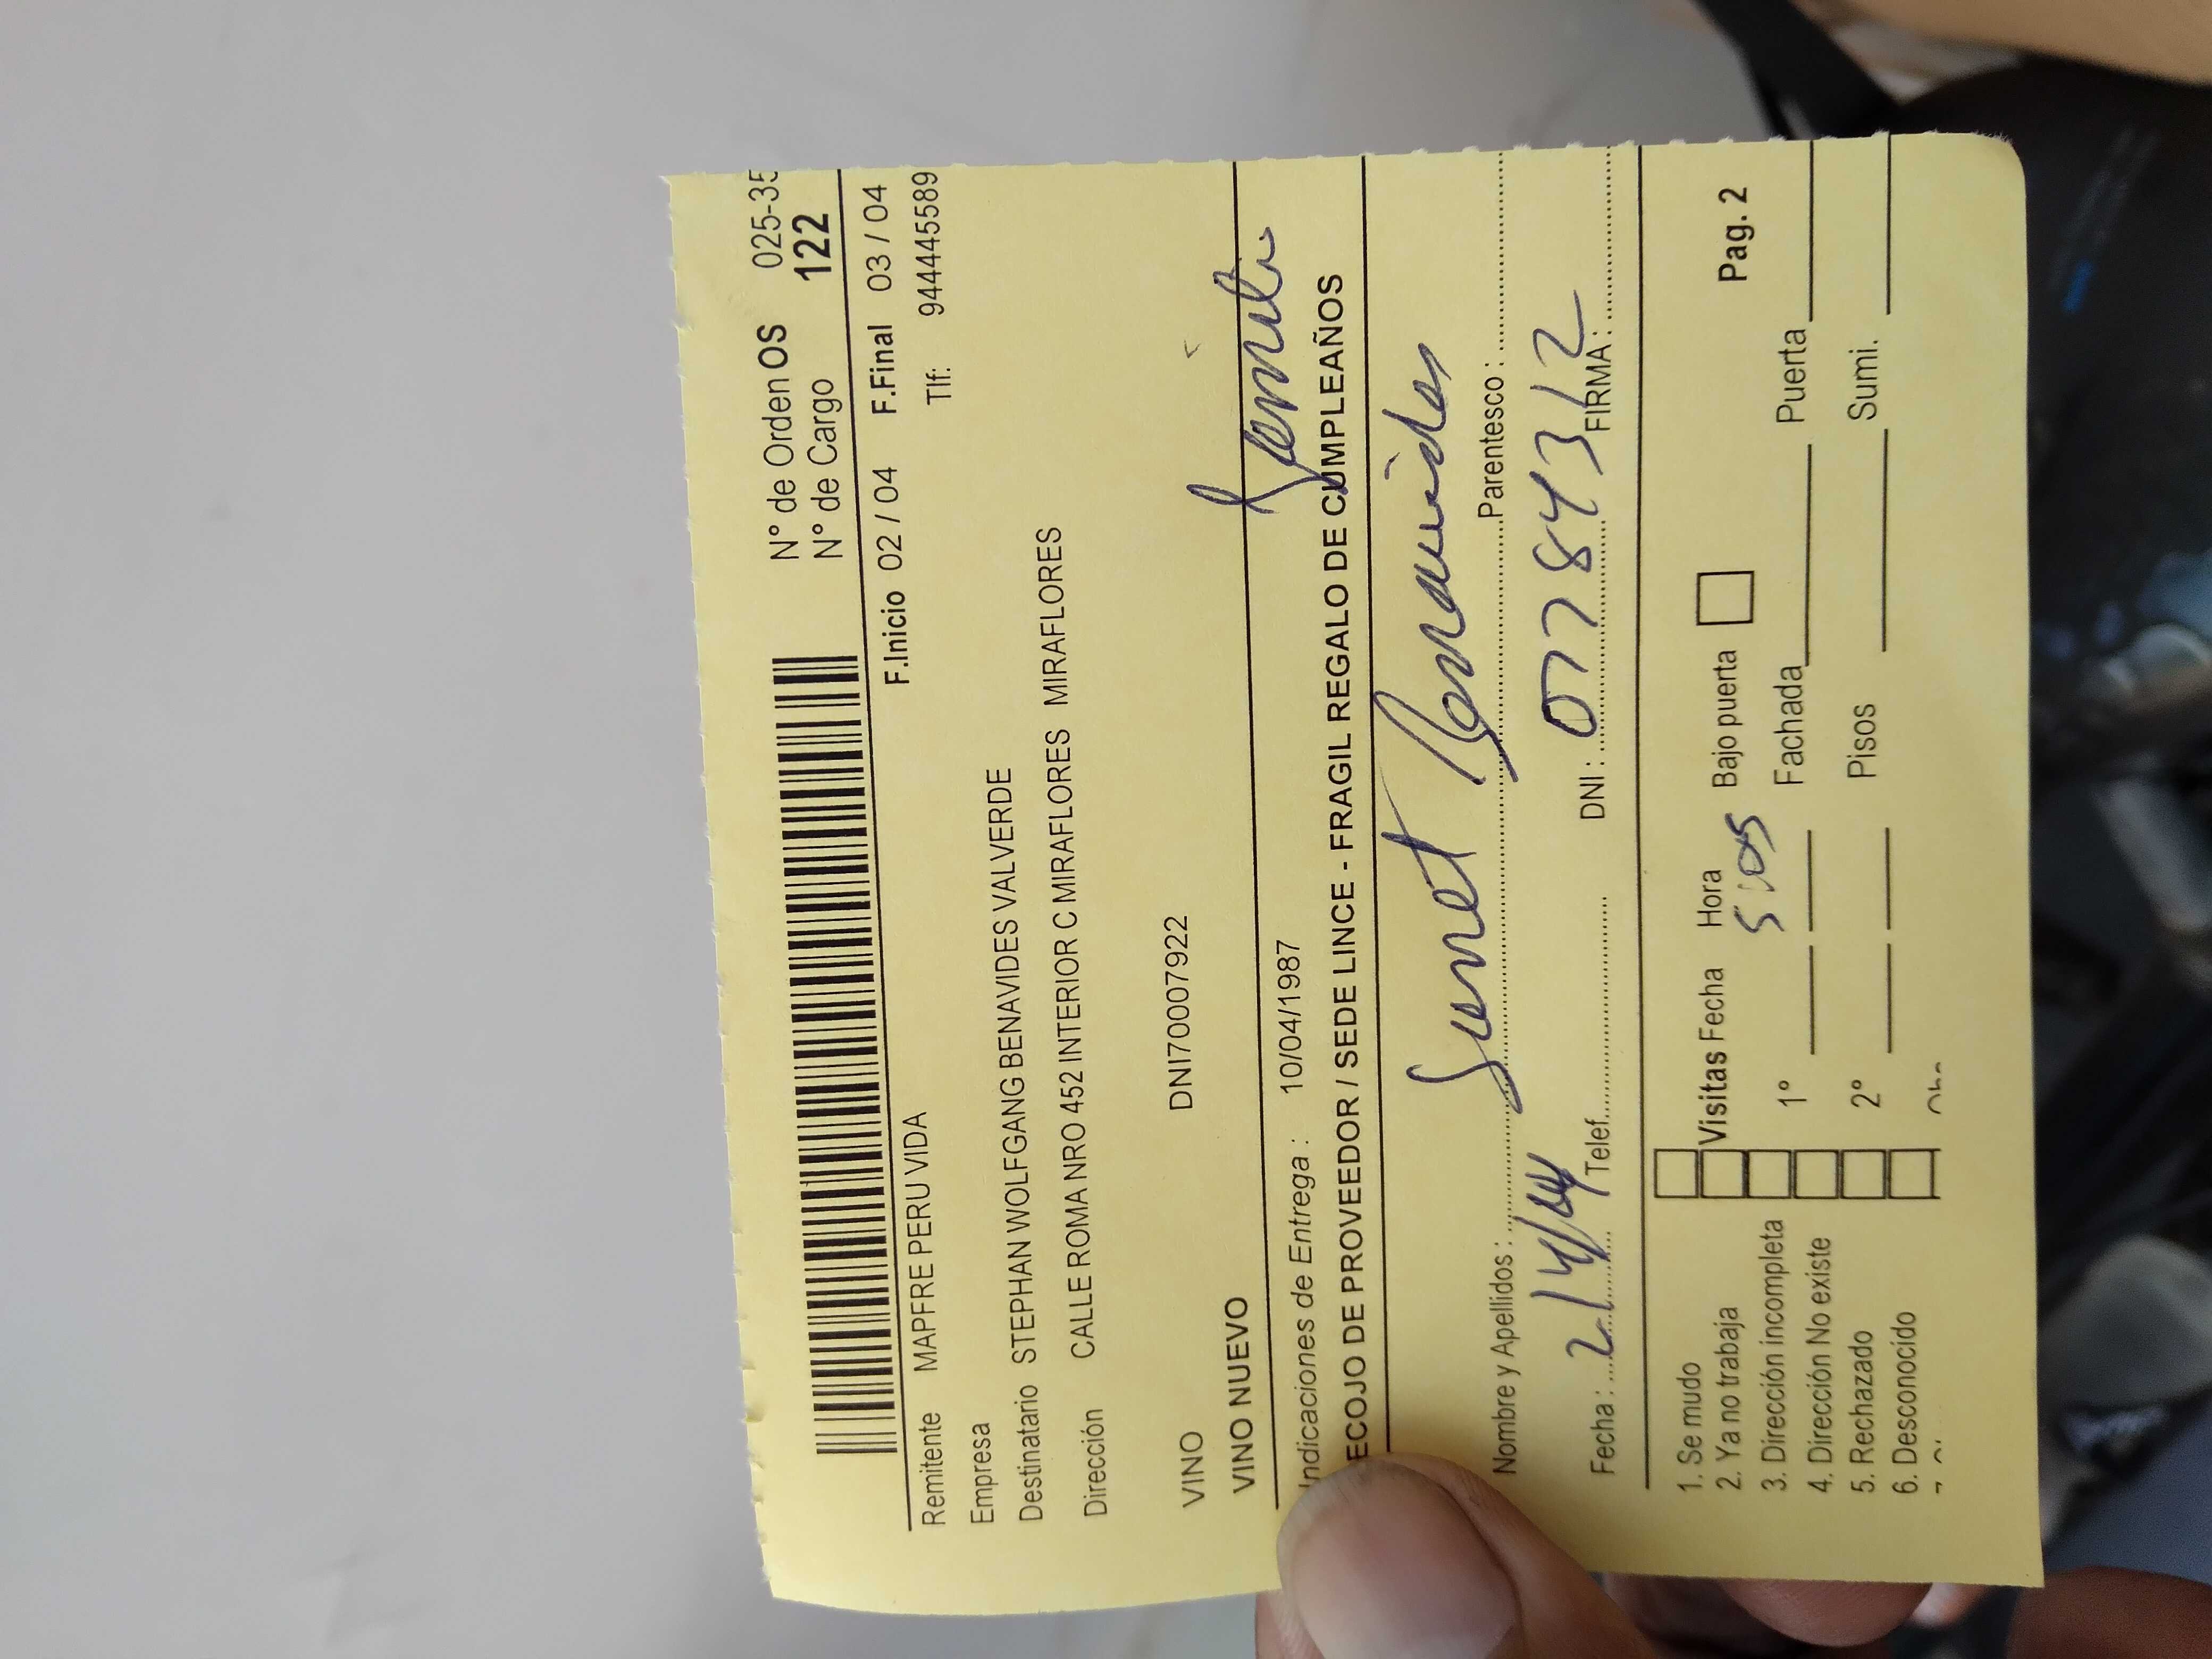 N° de Orden OS 025-35
N° de Cargo 122
F.Inicio 02 / 04 F.Final 03 / 04
Remitente MAPFRE PERU VIDA Tlf: 944445589
Empresa
Destinatario STEPHAN WOLFGANG BENAVIDES VALVERDE
Dirección CALLE ROMA NRO 452 INTERIOR C MIRAFLORES MIRAFLORES
VINO DNI70007922
VINO NUEVO
Indicaciones de Entrega : 10/04/1987
ECOJO DE PROVEEDOR / SEDE LINCE - FRAGIL REGALO DE CUMPLEAÑOS
Nombre y Apellidos : Benavides Parentesco :
Fecha : 2/4/ Telef. DNI : 07784312 FIRMA :
1. Se mudo
2. Ya no trabaja
3. Dirección incompleta
4. Dirección No existe
5. Rechazado
6. Desconocido
Visitas Fecha Hora Bajo puerta Pag. 2
5:05
1° Fachada Puerta
2° Pisos Sumi.